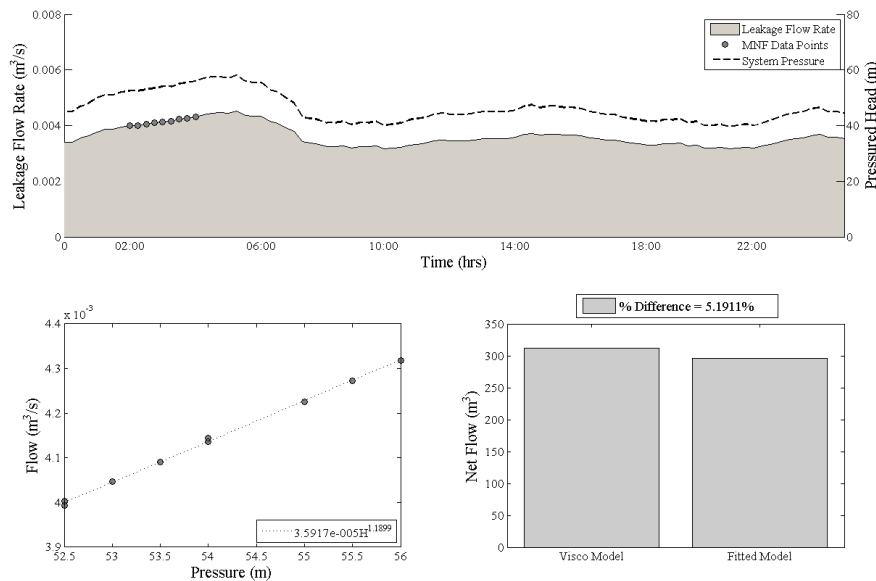 0.008
0.006
0.004
0.002
0
Leakage Flow Rate (m³/s)
Leakage Flow Rate
MNF Data Points
System Pressure
80
60
40
20
0
Pressured Head (m)
0 02:00 06:00 10:00 14:00 18:00 22:00
Time (hrs)
x 10⁻³
4.4
4.3
4.2
4.1
4
3.9
Flow (m³/s)
3.5917e-005H^1.1899
52.5 53 53.5 54 54.5 55 55.5 56
Pressure (m)
% Difference = 5.1911%
350
300
250
200
150
100
50
0
Net Flow (m³)
Visco Model Fitted Model